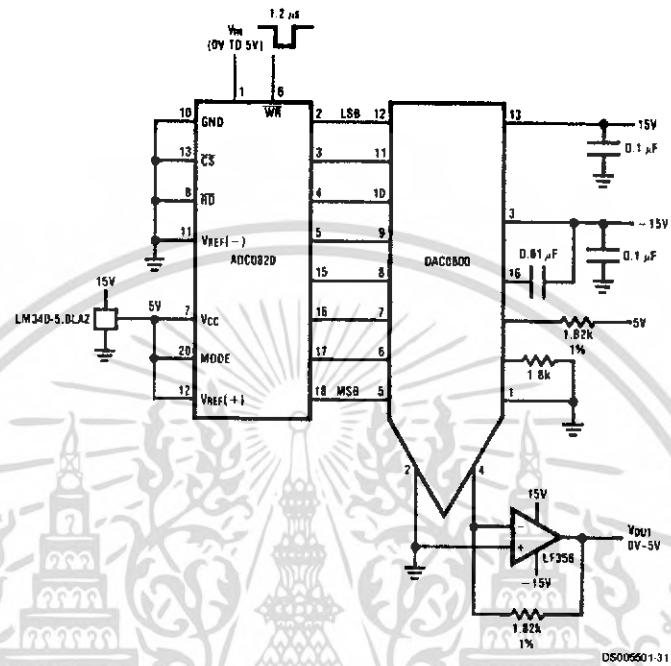 1.2 μs
VIN
(0V TO 5V)
1
6
WR
10
GND
2
LSB
12
13
15V
0.1 μF
13
CS
3
11
8
RD
4
10
3
-15V
11
VREF(-)
ADC0820
5
9
DAC0800
0.01 μF
0.1 μF
15V
15
8
16
LM340-5.0LAZ
5V
7
VCC
16
7
5V
1.82k
1%
20
MODE
17
6
1.8k
12
VREF(+)
18
MSB
5
1
2
4
15V
-
+
LF356
VOUT
0V-5V
-15V
1.82k
1%
DS005501-31